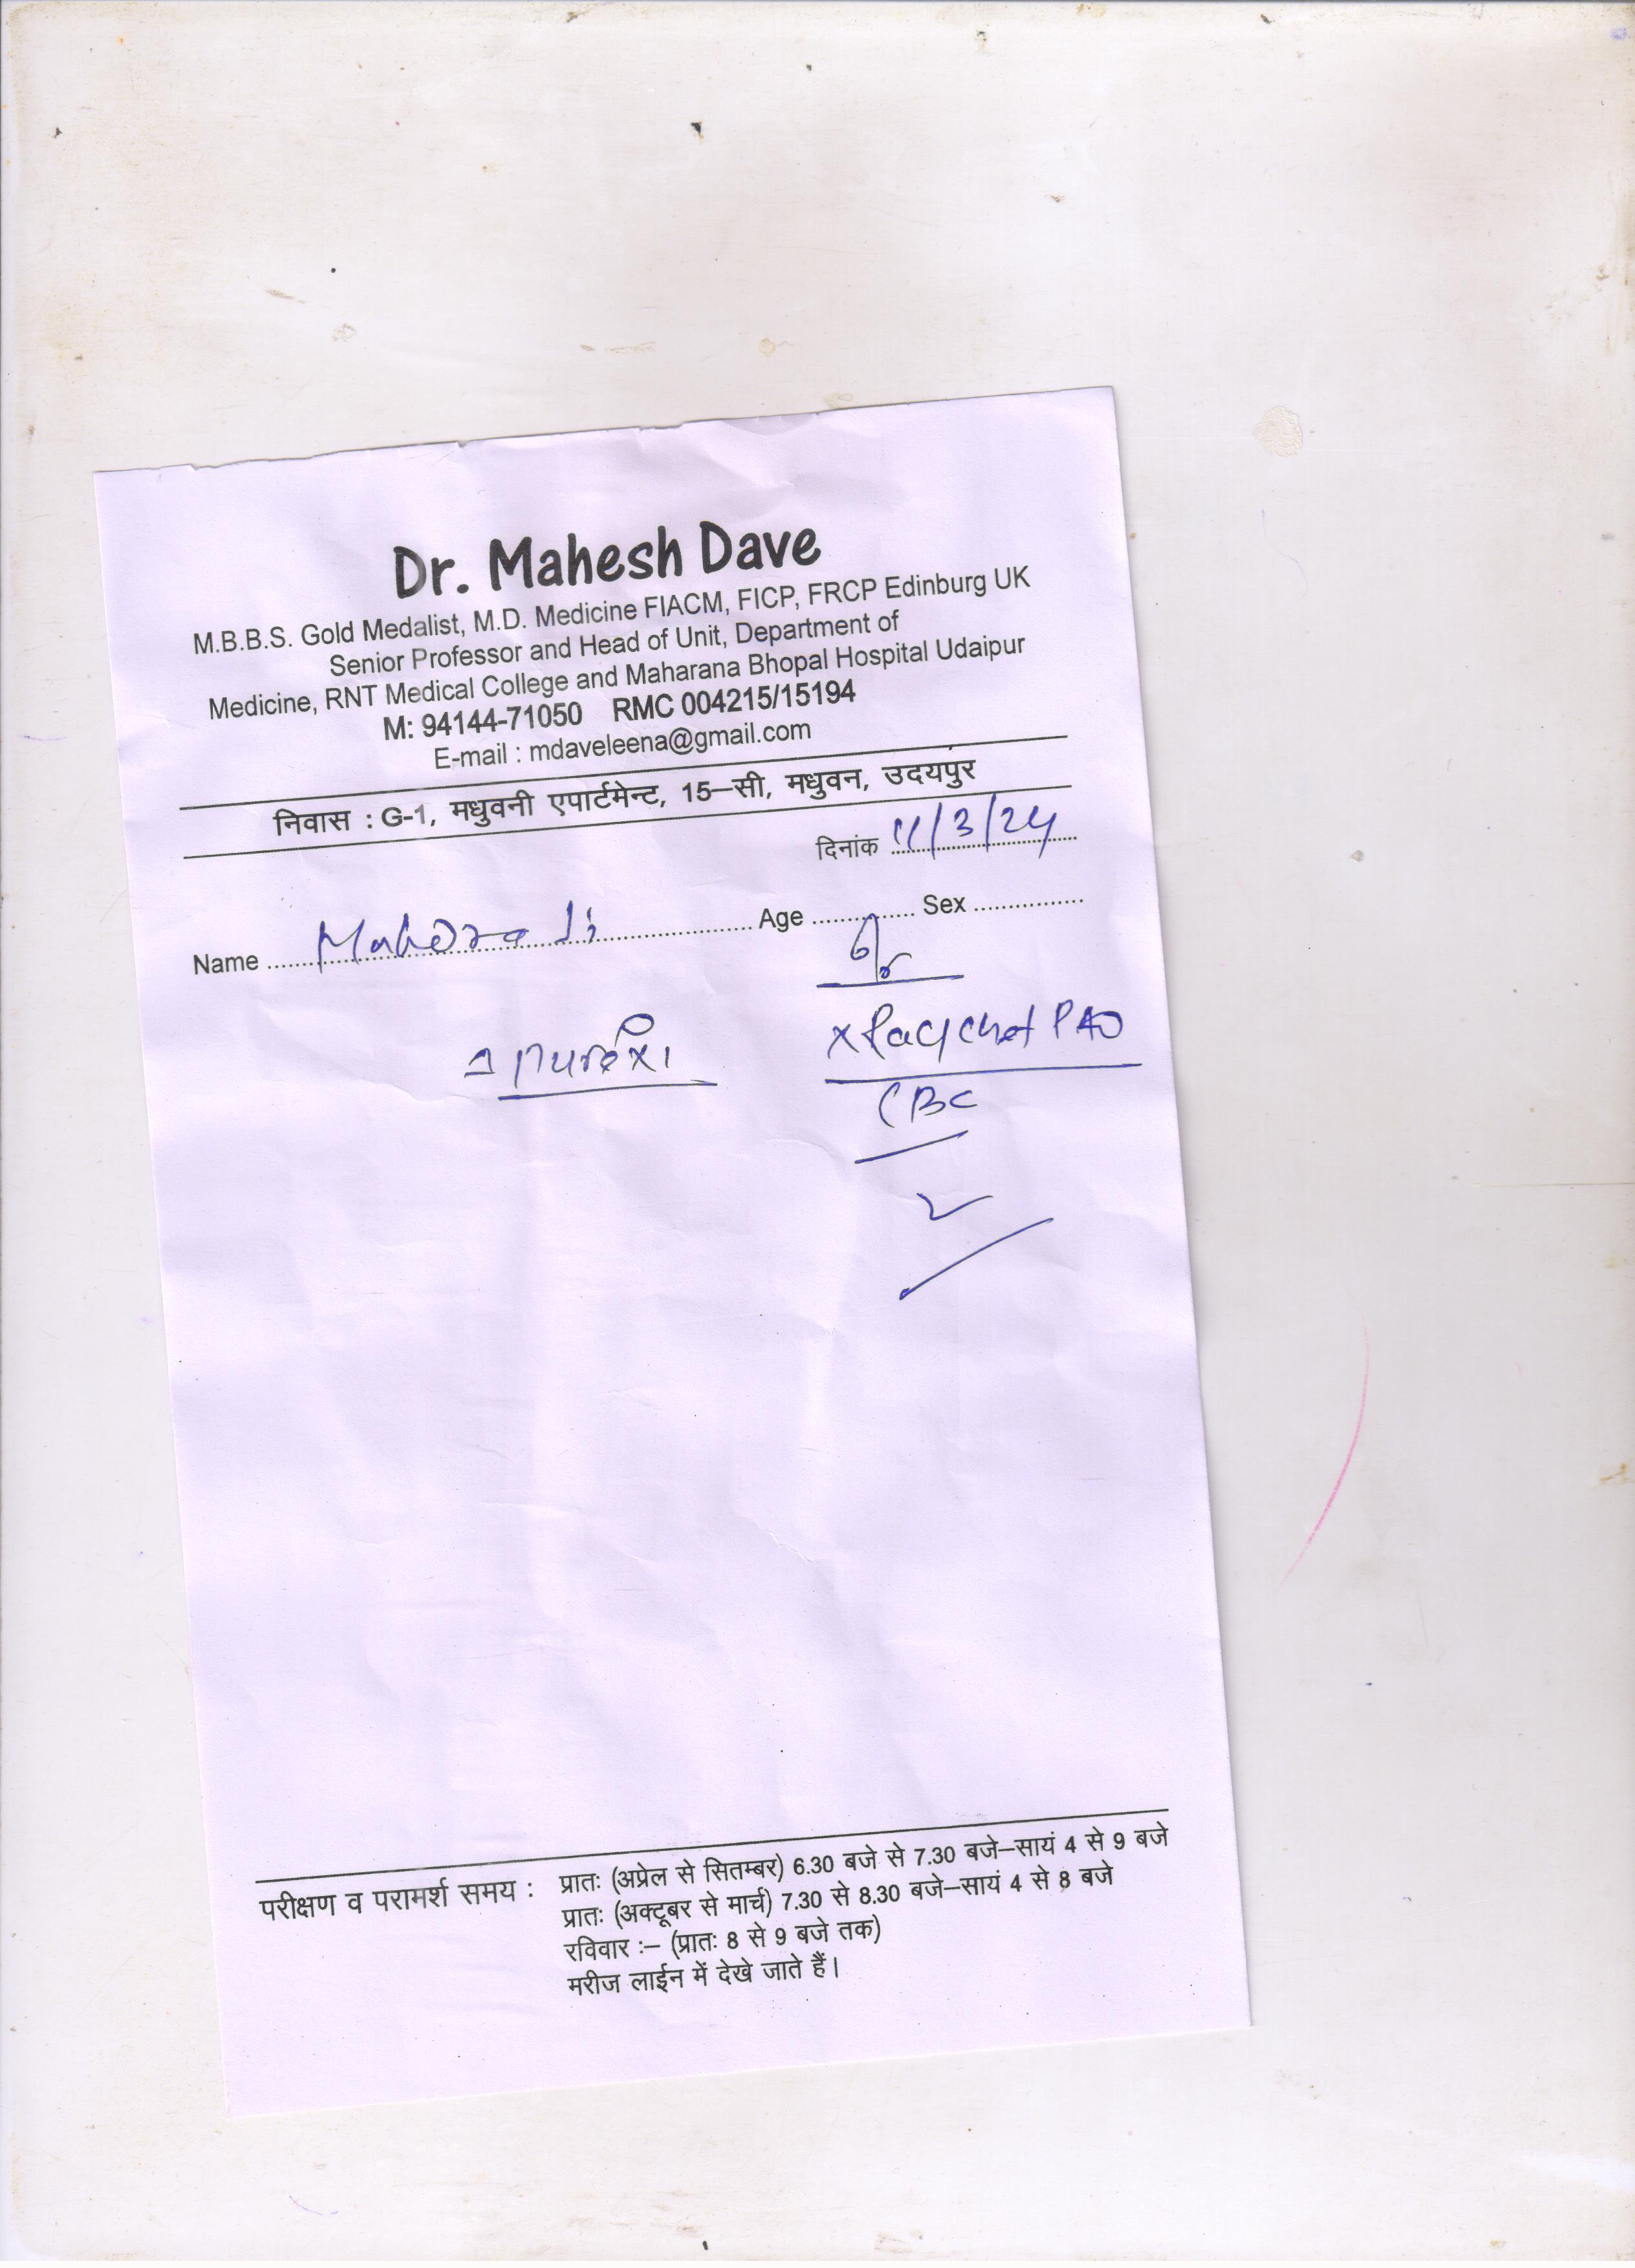 Dr. Mahesh Dave
M.B.B.S. Gold Medalist, M.D. Medicine FIACM, FICP, FRCP Edinburg UK
Senior Professor and Head of Unit, Department of
Medicine, RNT Medical College and Maharana Bhopal Hospital Udaipur
M: 94144-71050 RMC 004215/15194
E-mail : mdaveleena@gmail.com
निवास : G-1, मधुवनी एपार्टमेन्ट, 15–सी, मधुवन, उदयपुर
दिनांक 11/3/24
Name Age Sex
Pyrexi
X Ray Chest PA
CBC
परीक्षण व परामर्श समय : प्रातः (अप्रेल से सितम्बर) 6.30 बजे से 7.30 बजे–सायं 4 से 9 बजे
प्रातः (अक्टूबर से मार्च) 7.30 से 8.30 बजे–सायं 4 से 8 बजे
रविवार :– (प्रातः 8 से 9 बजे तक)
मरीज लाईन में देखे जाते हैं।